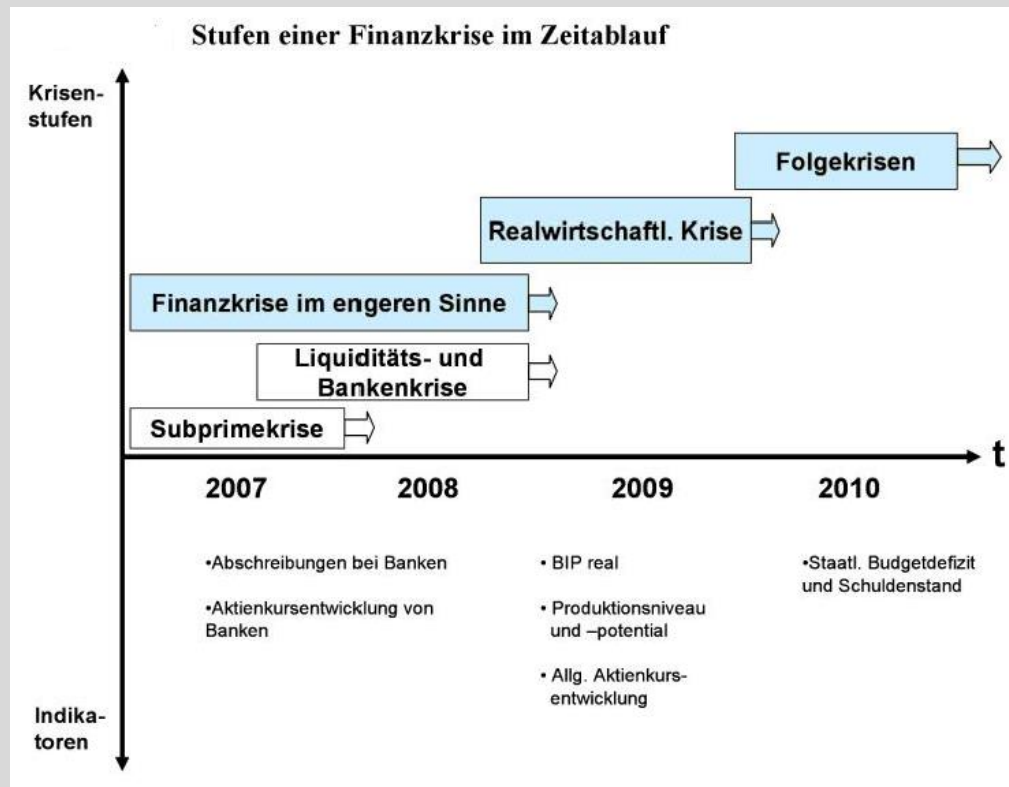 Stufen einer Finanzkrise im Zeitablauf
Krisen-
stufen
Folgekrisen
Realwirtschaftl. Krise
Finanzkrise im engeren Sinne
Liquiditäts- und
Bankenkrise
Subprimekrise
t
2007 2008 2009 2010
•Abschreibungen bei Banken
•Aktienkursentwicklung von
Banken
• BIP real
• Produktionsniveau
und –potential
• Allg. Aktienkurs-
entwicklung
•Staatl. Budgetdefizit
und Schuldenstand
Indika-
toren